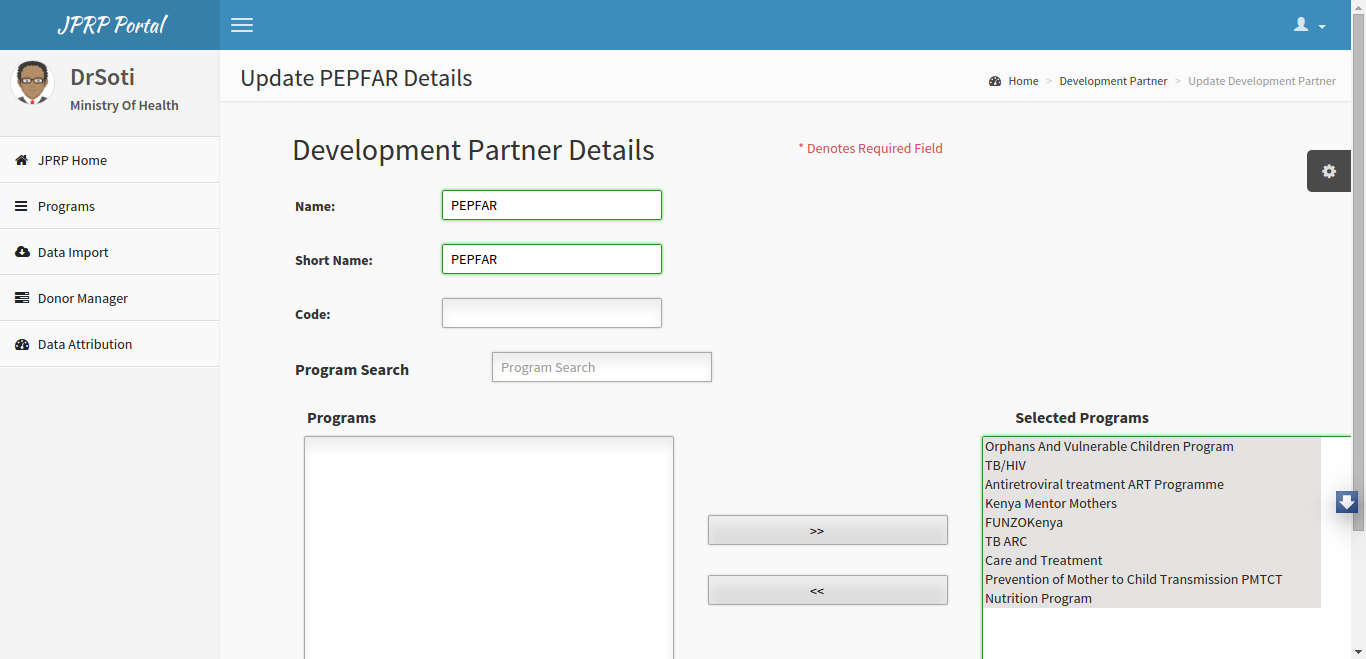 JPRP Portal
DrSoti
Ministry Of Health
JPRP Home
Programs
Data Import
Donor Manager
Data Attribution
Update PEPFAR Details
Home > Development Partner > Update Development Partner
Development Partner Details
* Denotes Required Field
Name: PEPFAR
Short Name: PEPFAR
Code:
Program Search Program Search
Programs
>>
<<
Selected Programs
Orphans And Vulnerable Children Program
TB/HIV
Antiretroviral treatment ART Programme
Kenya Mentor Mothers
FUNZOKenya
TB ARC
Care and Treatment
Prevention of Mother to Child Transmission PMTCT
Nutrition Program